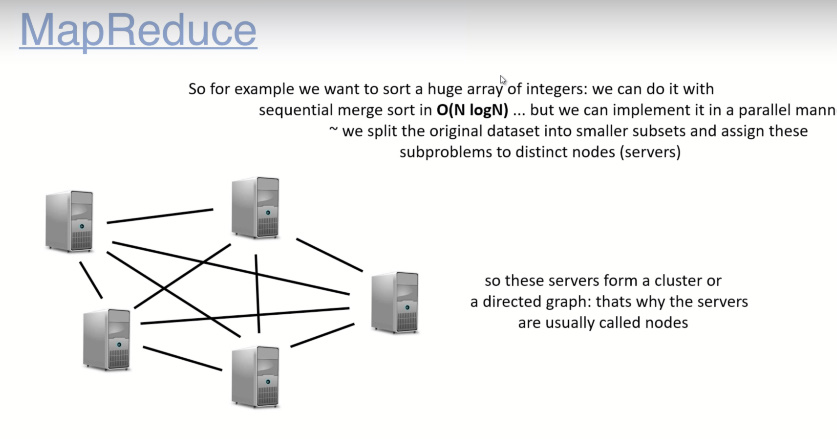 MapReduce
So for example we want to sort a huge array of integers: we can do it with
sequential merge sort in O(N logN) ... but we can implement it in a parallel mann
~ we split the original dataset into smaller subsets and assign these
subproblems to distinct nodes (servers)
so these servers form a cluster or
a directed graph: thats why the servers
are usually called nodes